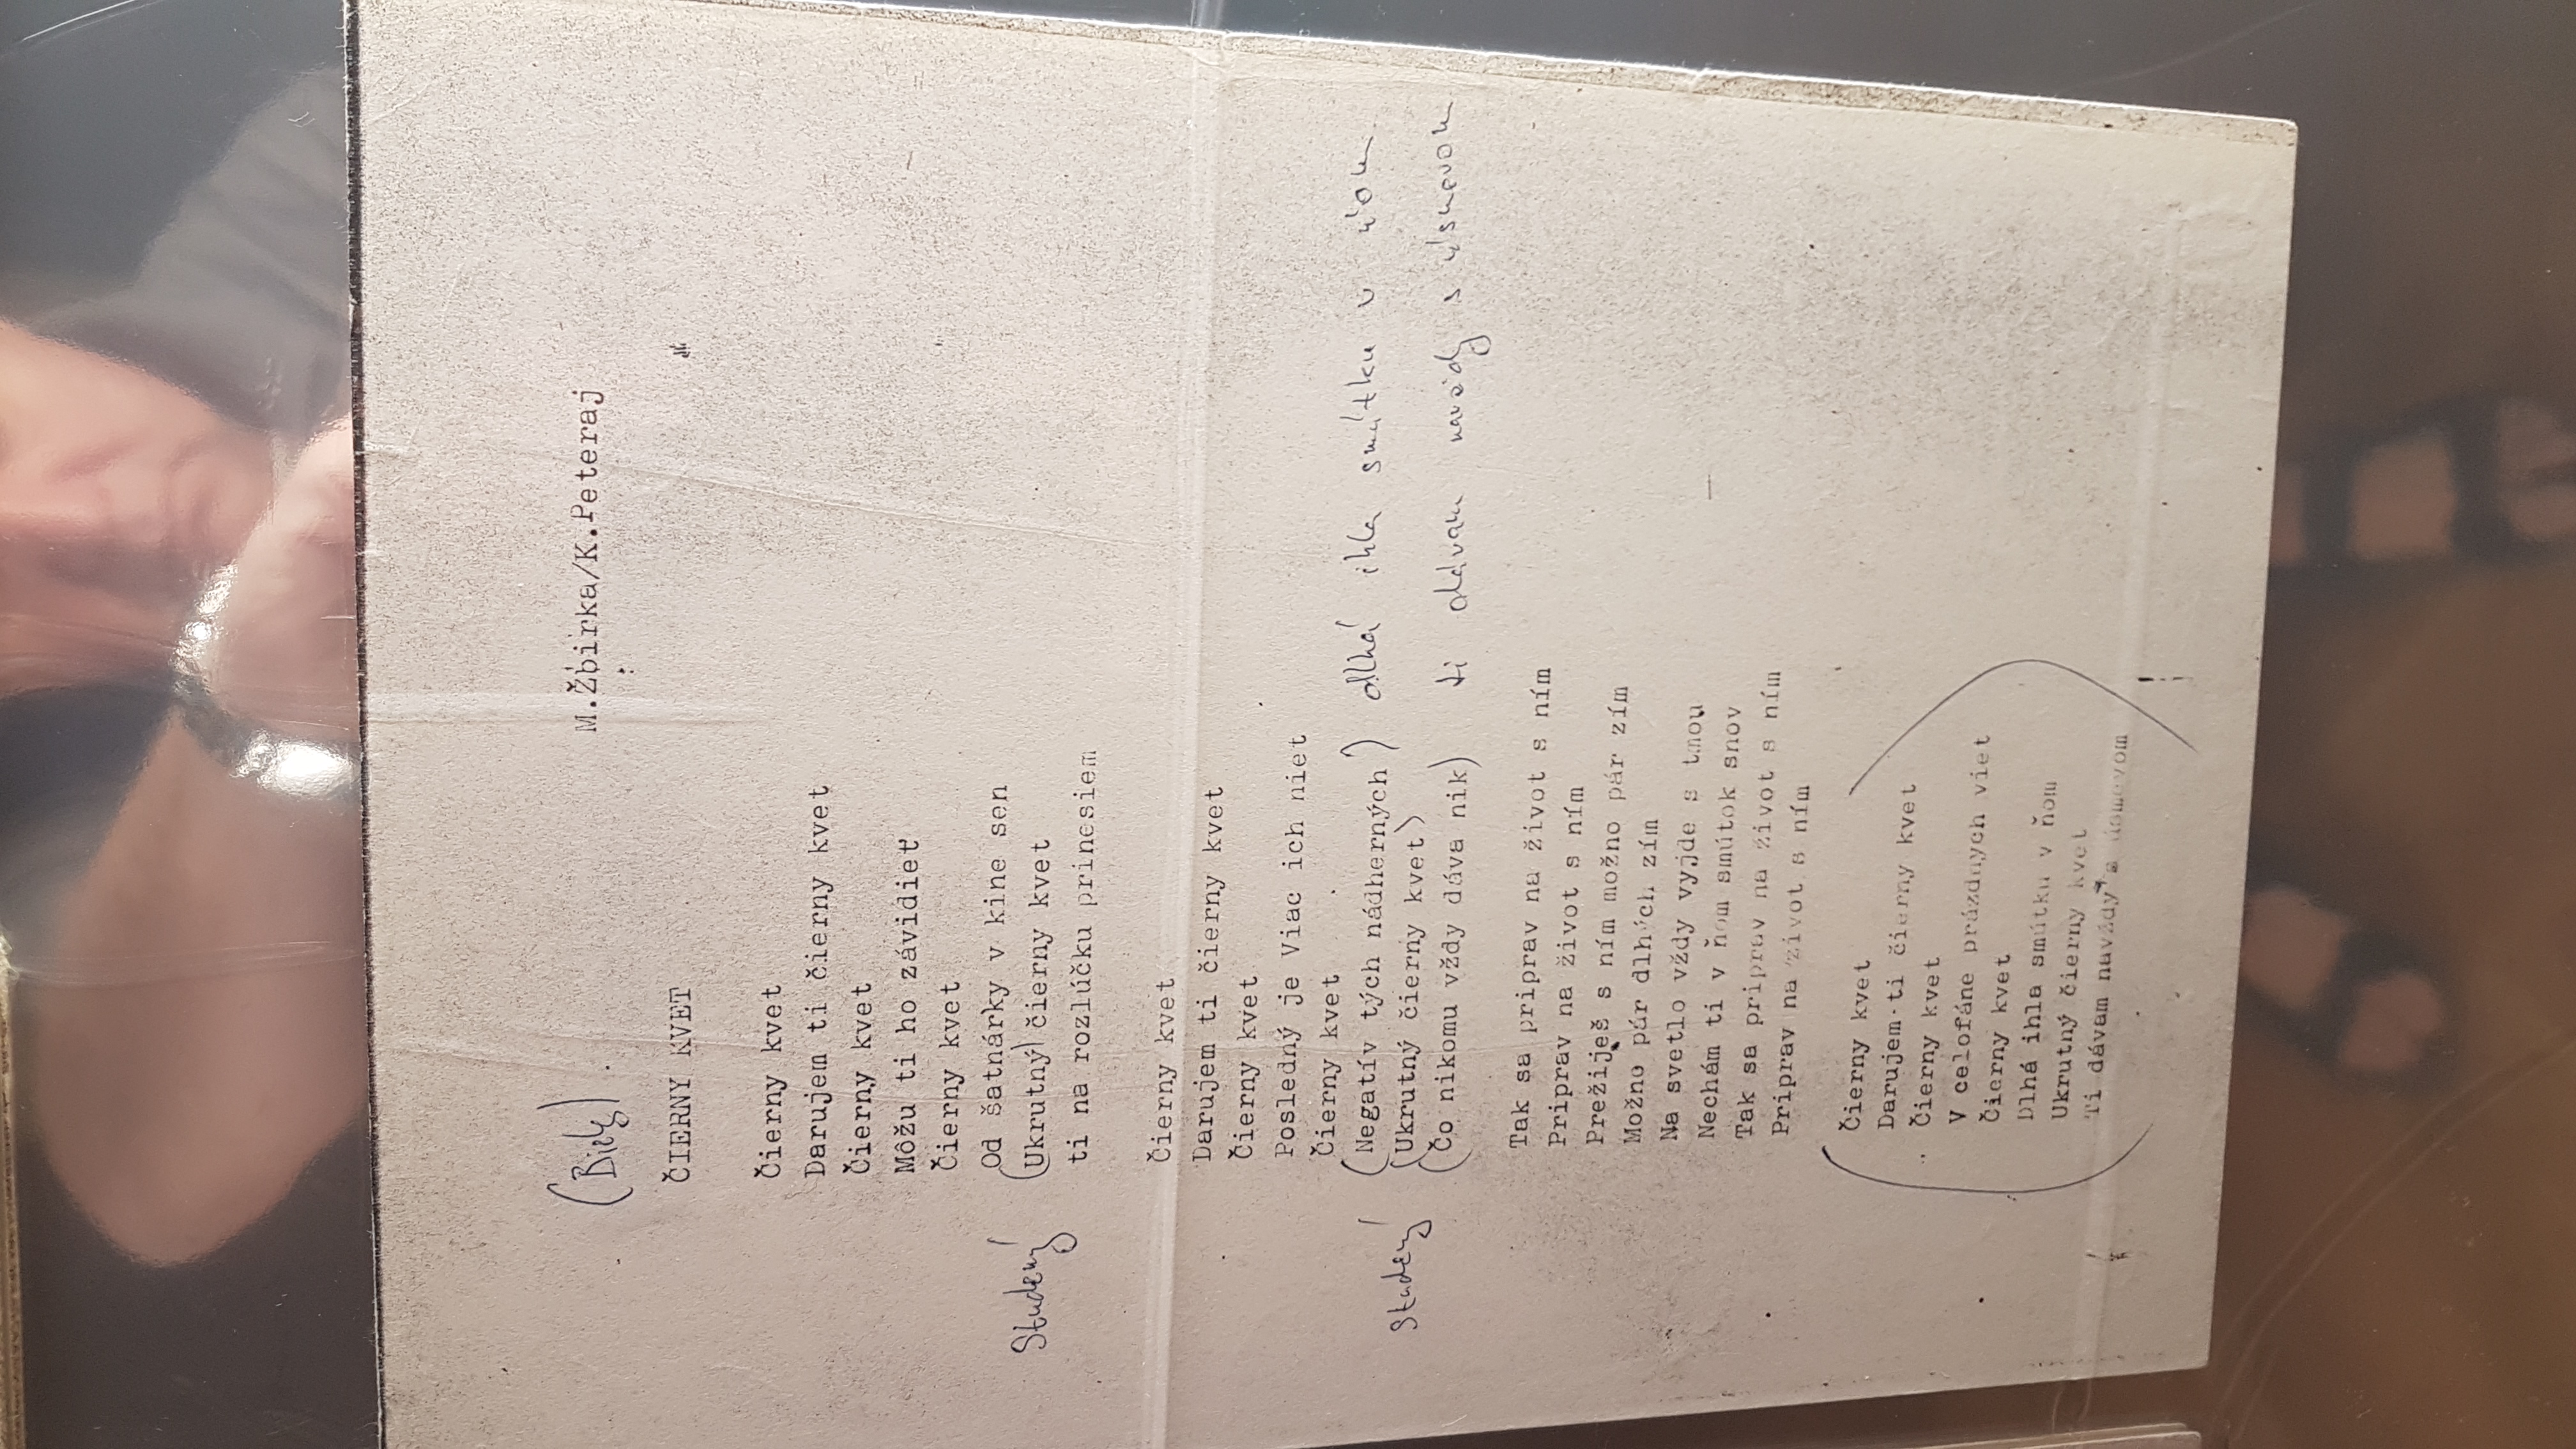 M.Žbirka/K.Peteraj
(Biely)
ČIERNY KVET
Čierny kvet
Darujem ti čierny kvet
Čierny kvet
Môžu ti ho závidieť
Čierny kvet
Od šatnárky v kine sen
Studený (Ukrutný) čierny kvet
ti na rozlúčku prinesiem
Čierny kvet
Darujem ti čierny kvet
Čierny kvet
Posledný je Viac ich niet
Čierny kvet
(Negatív tých nádherných) dlhá ihla smútku v ňom
Studený (Ukrutný čierny kvet)
(Čo nikomu vždy dáva nik) ti dávam navždy s
Tak sa priprav na život s ním
Priprav na život s ním
Prežiješ s ním možno pár zím
Možno pár dlhých zím
Na svetlo vždy vyjde s tmou
Nechám ti v ňom smútok snov
Tak sa priprav na život s ním
Priprav na život s ním
(Čierny kvet
Darujem ti čierny kvet
Čierny kvet
V celofáne prázdnych viet
Čierny kvet
Dlhá ihla smútku v ňom
Ukrutný čierny kvet
Ti dávam navždy s úsmevom)